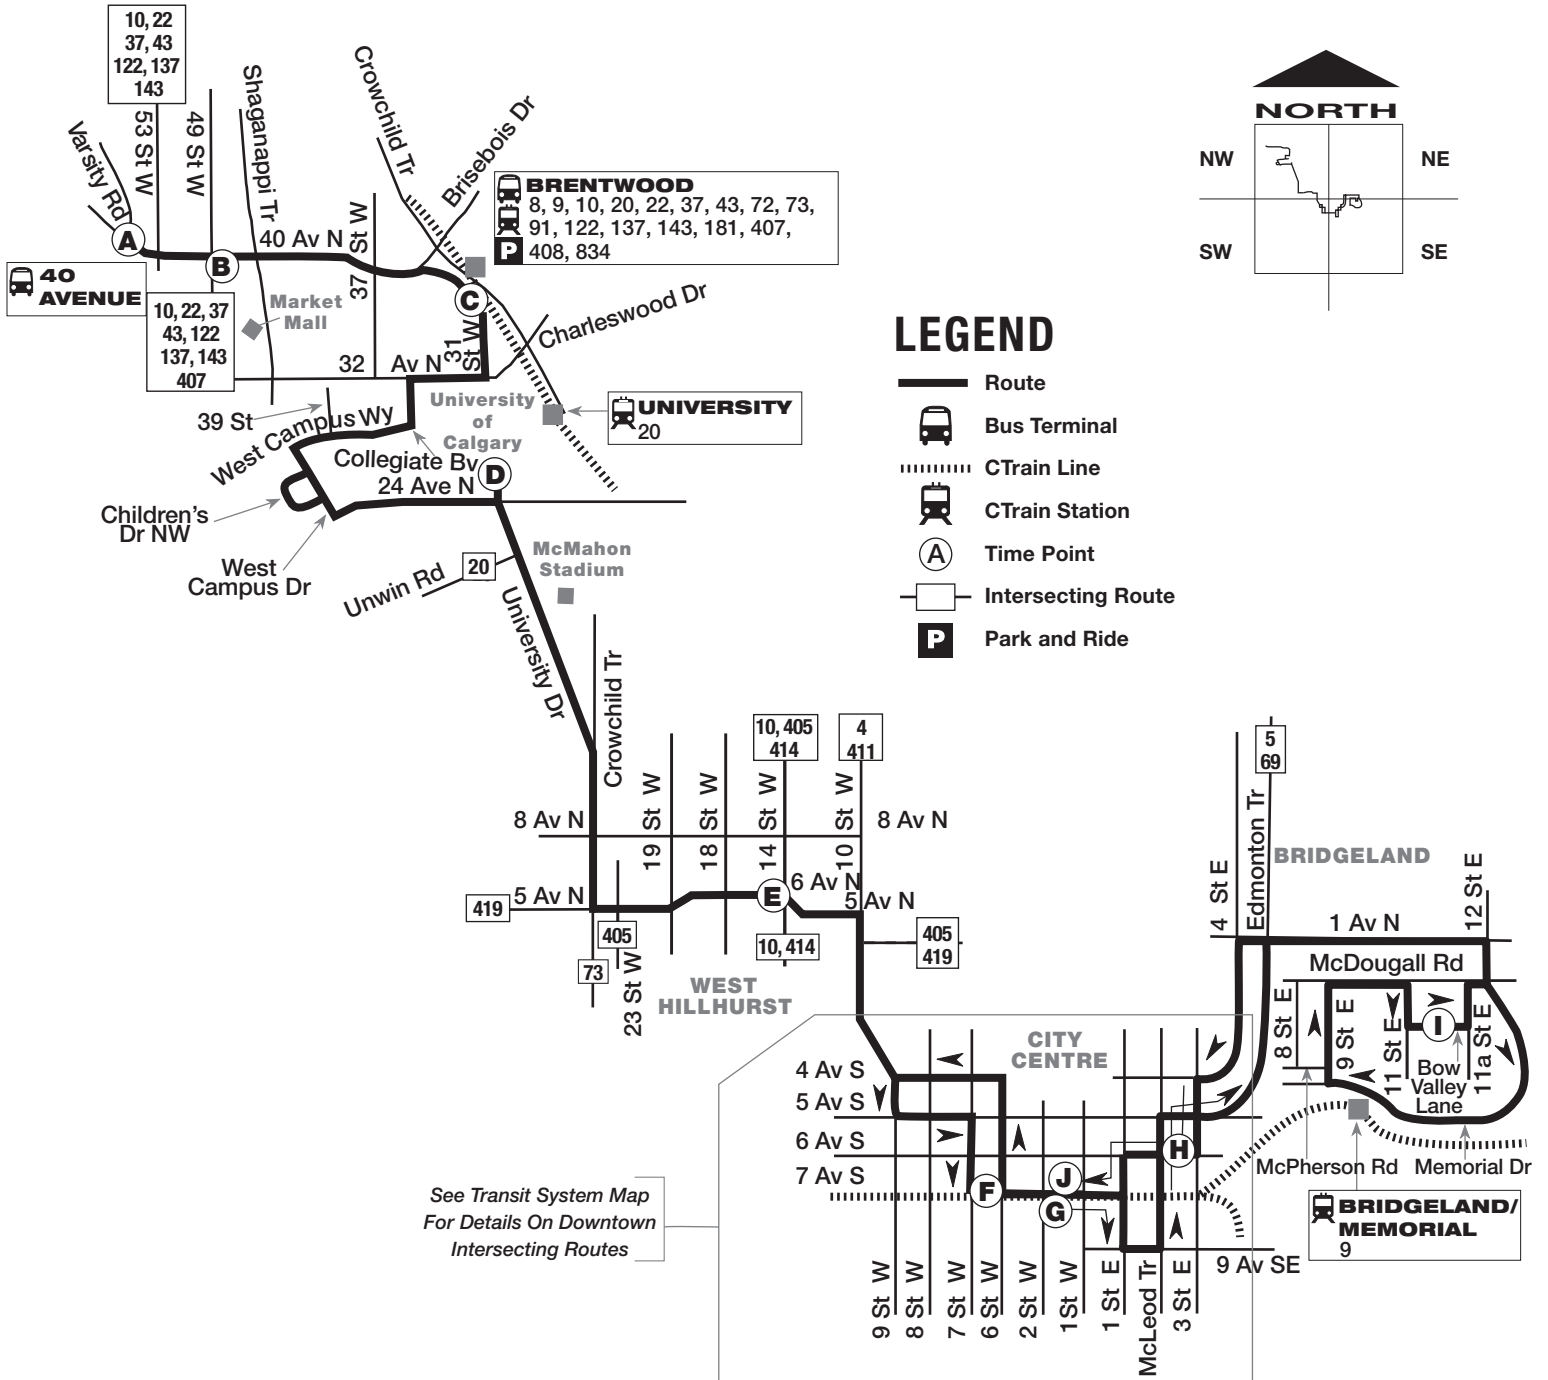 10, 22
37, 43
122, 137
143
53 St W
49 St W
Varsity Rd
Shaganappi Tr
Crowchild Tr
Brisebois Dr
A
B
40 Av N
37 St W
40
AVENUE
10, 22, 37
43, 122
137, 143
407
Market
Mall
BRENTWOOD
8, 9, 10, 20, 22, 37, 43, 72, 73,
91, 122, 137, 143, 181, 407,
P
408, 834
C
31
St W
Charleswood Dr
32 Av N
39 St
West Campus Wy
University
of
Calgary
UNIVERSITY
20
Collegiate Bv
D
24 Ave N
Children's
Dr NW
West
Campus Dr
Unwin Rd
20
McMahon
Stadium
University Dr
Crowchild Tr
NORTH
NW
NE
SW
SE
LEGEND
Route
Bus Terminal
CTrain Line
CTrain Station
A
Time Point
Intersecting Route
P
Park and Ride
10, 405
414
4
411
5
69
8 Av N
19 St W
18 St W
14 St W
10 St W
8 Av N
419
5 Av N
405
73
23 St W
E
6 Av N
5 Av N
10, 414
405
419
WEST
HILLHURST
4 St E
Edmonton Tr
BRIDGELAND
12 St E
1 Av N
McDougall Rd
8 St E
9 St E
11 St E
I
11a St E
Bow
Valley
Lane
McPherson Rd
Memorial Dr
BRIDGELAND/
MEMORIAL
9
CITY
CENTRE
4 Av S
5 Av S
6 Av S
7 Av S
F
J
G
H
9 Av SE
See Transit System Map
For Details On Downtown
Intersecting Routes
9 St W
8 St W
7 St W
6 St W
2 St W
1St W
1 St E
McLeod Tr
3 St E